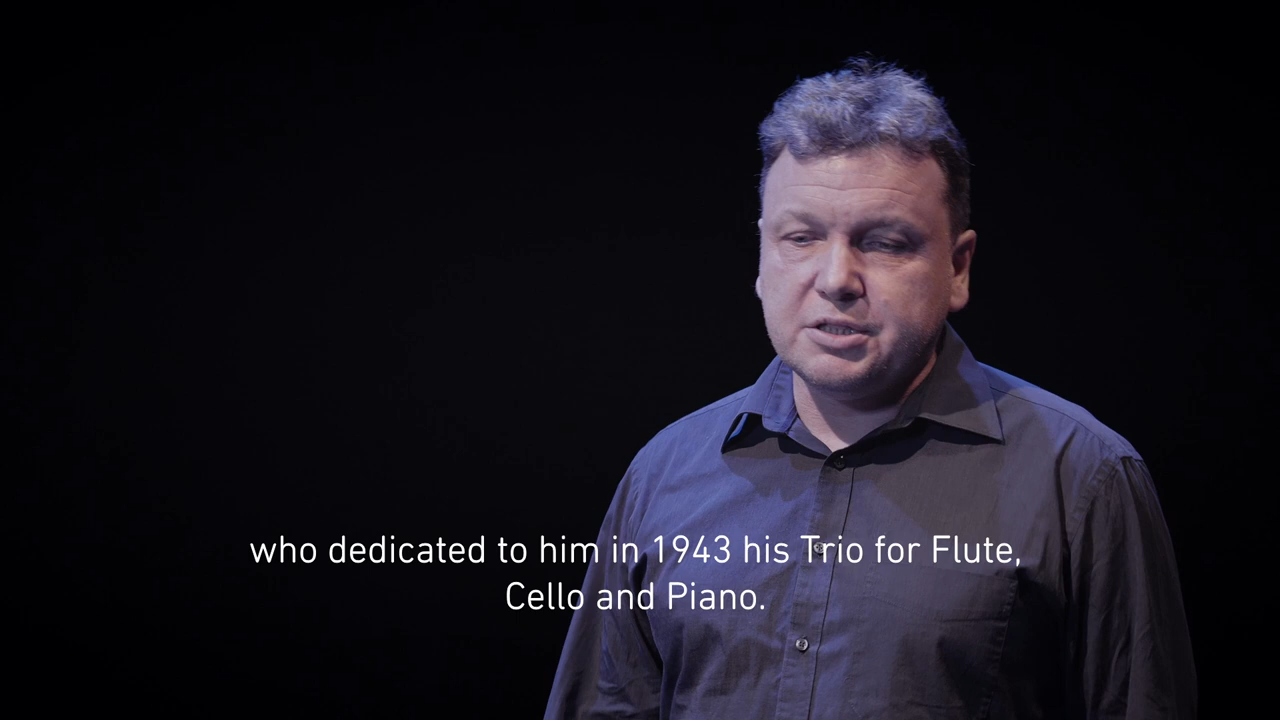 who dedicated to him in 1943 his Trio for Flute,
Cello and Piano.